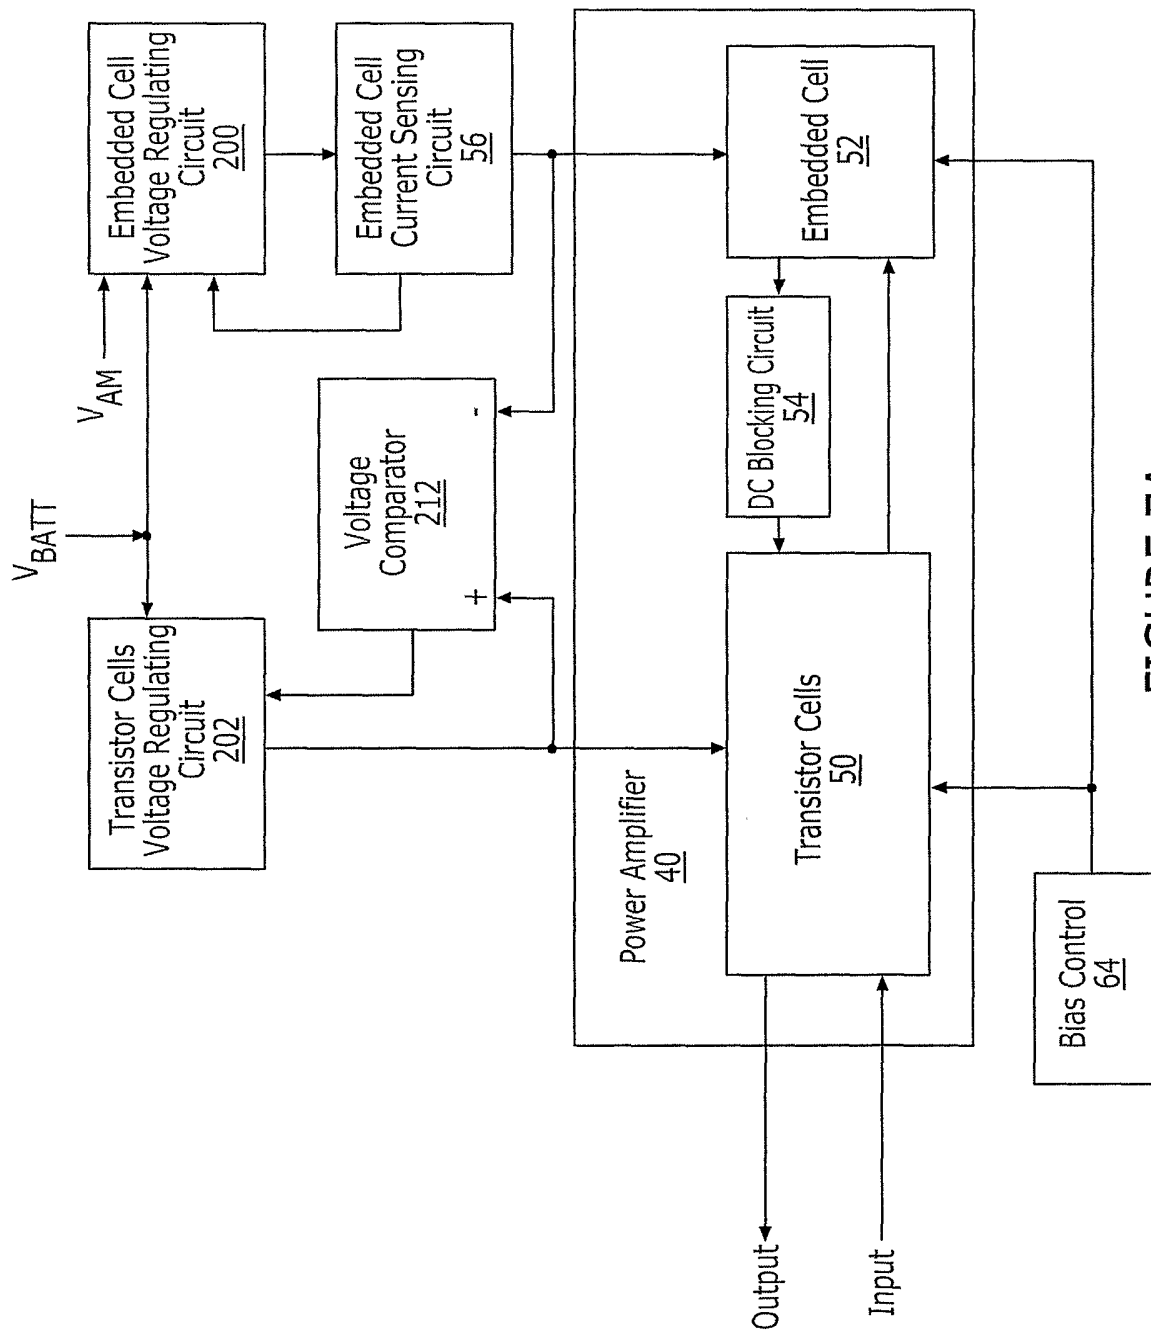 V_BATT
V_AM
Transistor Cells
Voltage Regulating
Circuit
202
Embedded Cell
Voltage Regulating
Circuit
200
Voltage
Comparator
212
+
-
Embedded Cell
Current Sensing
Circuit
56
Power Amplifier
40
Output
Input
Transistor Cells
50
DC Blocking Circuit
54
Embedded Cell
52
Bias Control
64